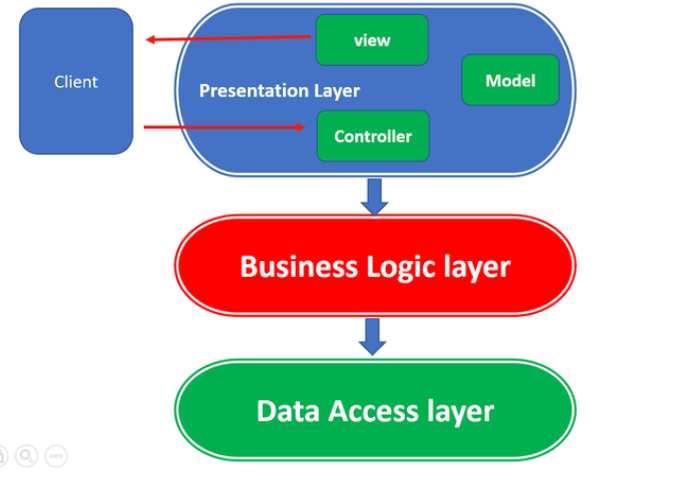 Client
view
Presentation Layer
Model
Controller
Business Logic layer
Data Access layer